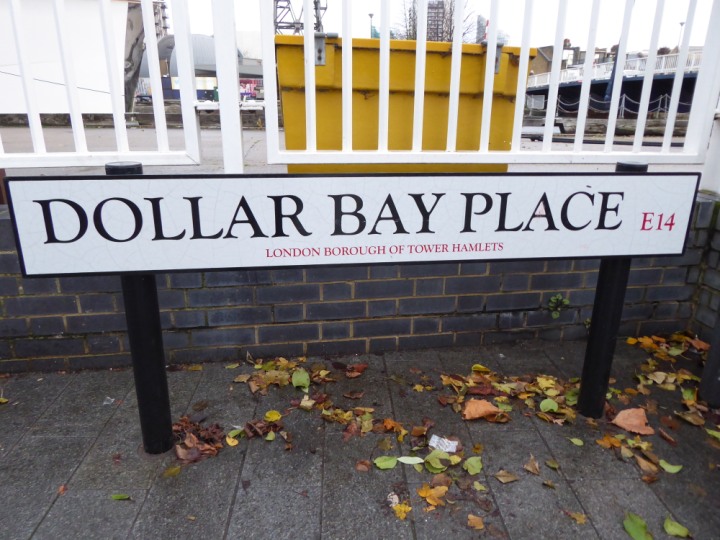 DOLLAR BAY PLACE E14
LONDON BOROUGH OF TOWER HAMLETS